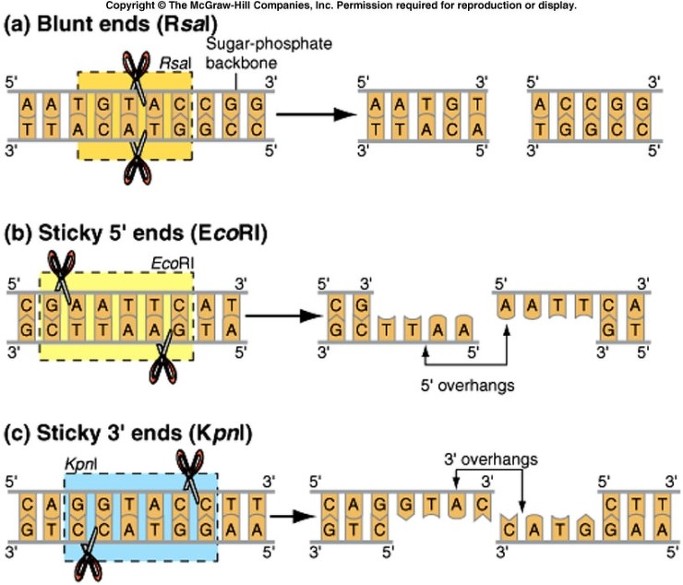 Copyright © The McGraw-Hill Companies, Inc. Permission required for reproduction or display.
(a) Blunt ends (RsaI)
Sugar-phosphate
backbone
RsaI
5' 3' 5' 3' 5' 3'
A A T G T A C C G G A A T G T A C C G G
T T A C A T G G C C T T A C A T G G C C
3' 5' 3' 5' 3' 5'
(b) Sticky 5' ends (EcoRI)
EcoRI
5' 3' 5' 3' 5' 3'
C G A A T T C A T C G A A T T C A
G C T T A A G T A G C T T A A G T
3' 5' 3' 5' 3' 5'
5' overhangs
(c) Sticky 3' ends (KpnI)
KpnI
3' overhangs
5' 3' 5' 3' 5' 3'
C A G G T A C C T T C A G G T A C C T T
G T C C A T G G A A G T C C A T G G A A
3' 5' 3' 5' 3' 5'